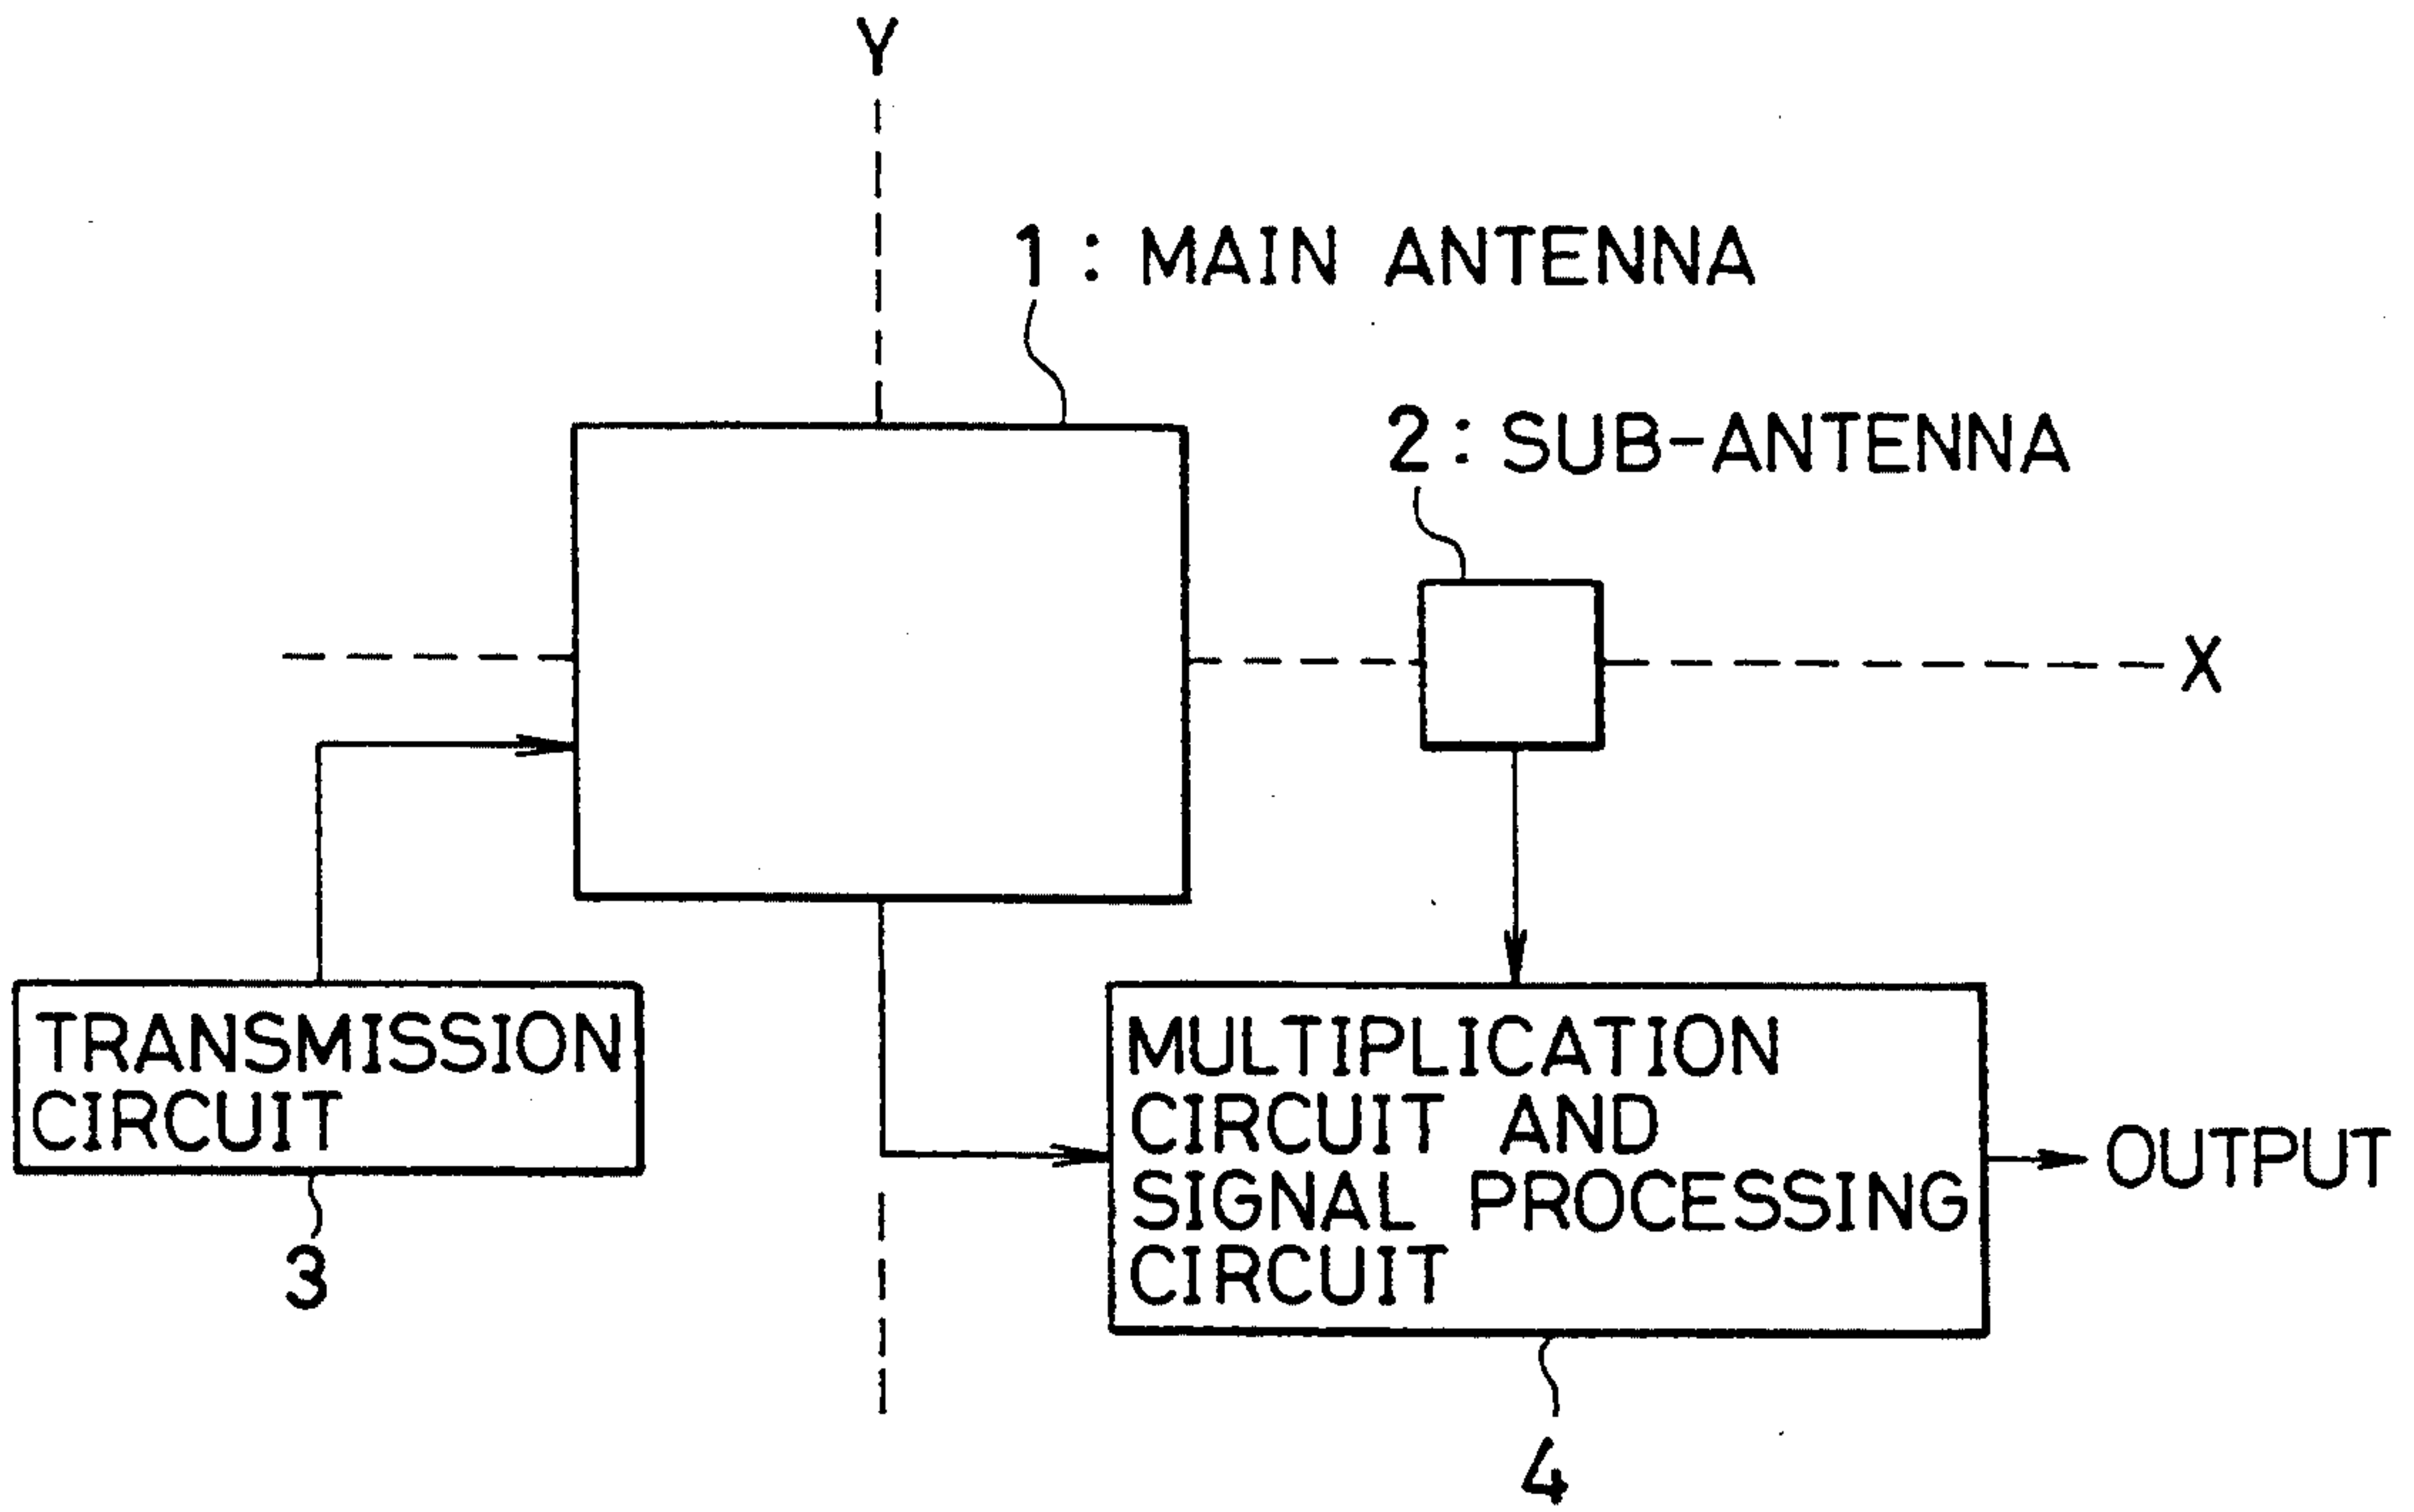 Y
1 : MAIN ANTENNA
2 : SUB-ANTENNA
X
TRANSMISSION
CIRCUIT
3
MULTIPLICATION
CIRCUIT AND
SIGNAL PROCESSING
CIRCUIT
OUTPUT
4